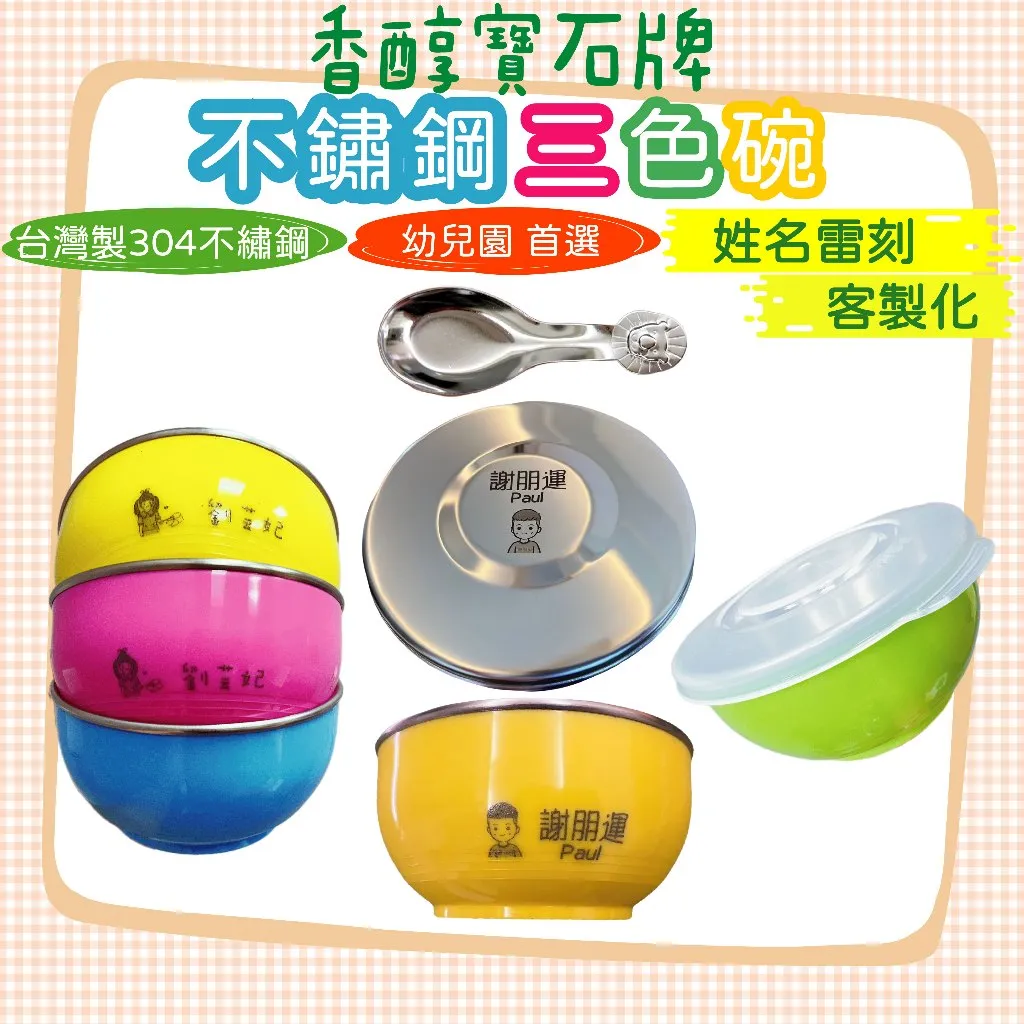 香醇寶石牌
不鏽鋼三色碗
台灣製304不繡鋼
幼兒園 首選
姓名雷刻
客製化
謝朋運
Paul
劉芷妃
劉芷妃
謝朋運
Paul